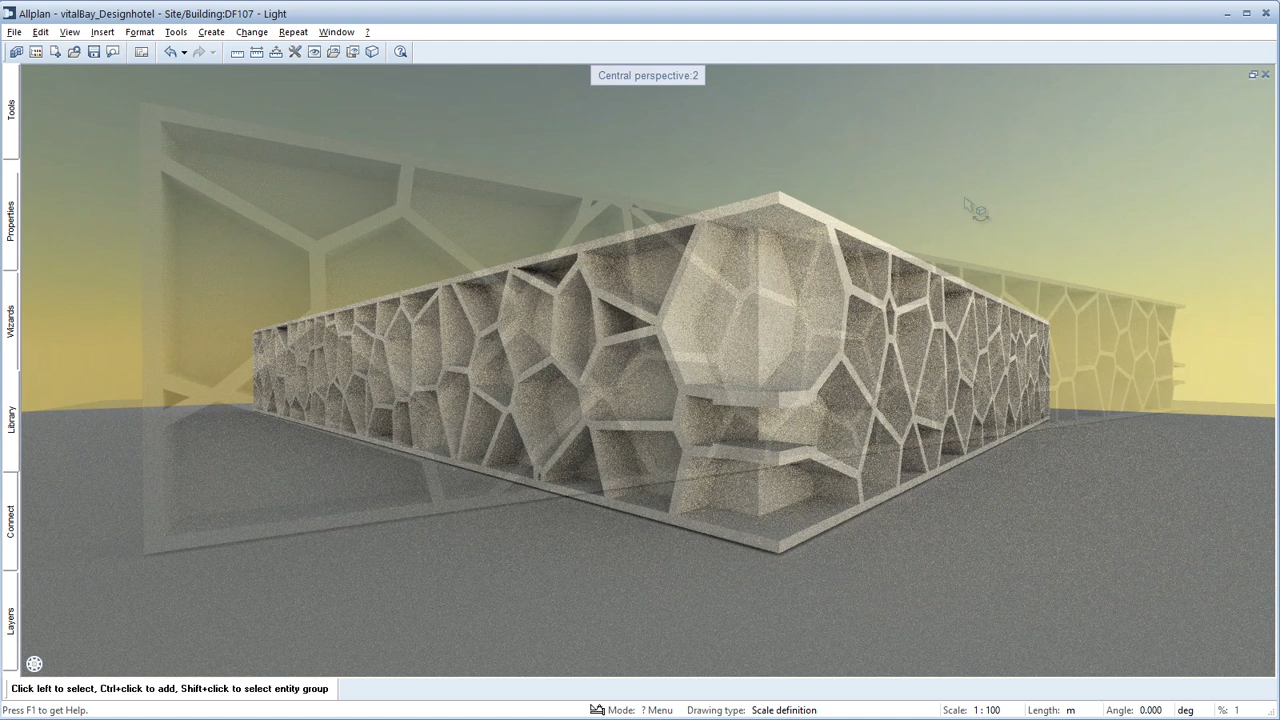 Allplan - vitalBay_Designhotel - Site/Building:DF107 - Light
File Edit View Insert Format Tools Create Change Repeat Window ?
Central perspective:2
Tools
Properties
Wizards
Library
Connect
Layers
Click left to select, Ctrl+click to add, Shift+click to select entity group
Press F1 to get Help. Mode: ? Menu Drawing type: Scale definition Scale: 1 : 100 Length: m Angle: 0.000 deg %: 1